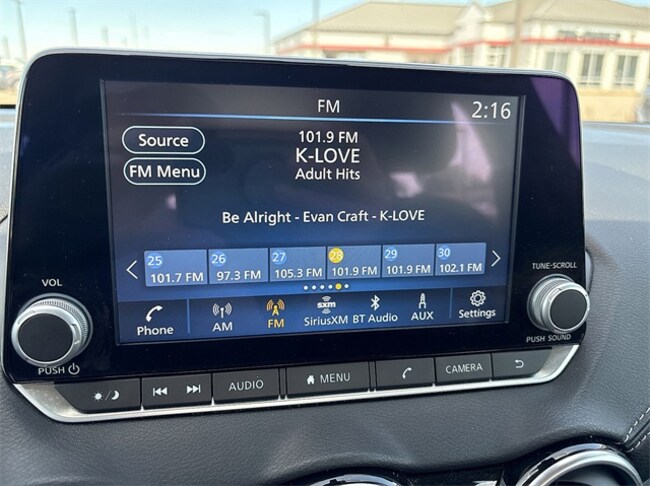 FM
2:16
Source
101.9 FM
K-LOVE
FM Menu
Adult Hits
Be Alright - Evan Craft - K-LOVE
25 26 27 28 29 30
101.7 FM 97.3 FM 105.3 FM 101.9 FM 101.9 FM 102.1 FM
sxm
Phone AM FM SiriusXM BT Audio AUX Settings
VOL
PUSH
TUNE-SCROLL
PUSH SOUND
AUDIO MENU CAMERA